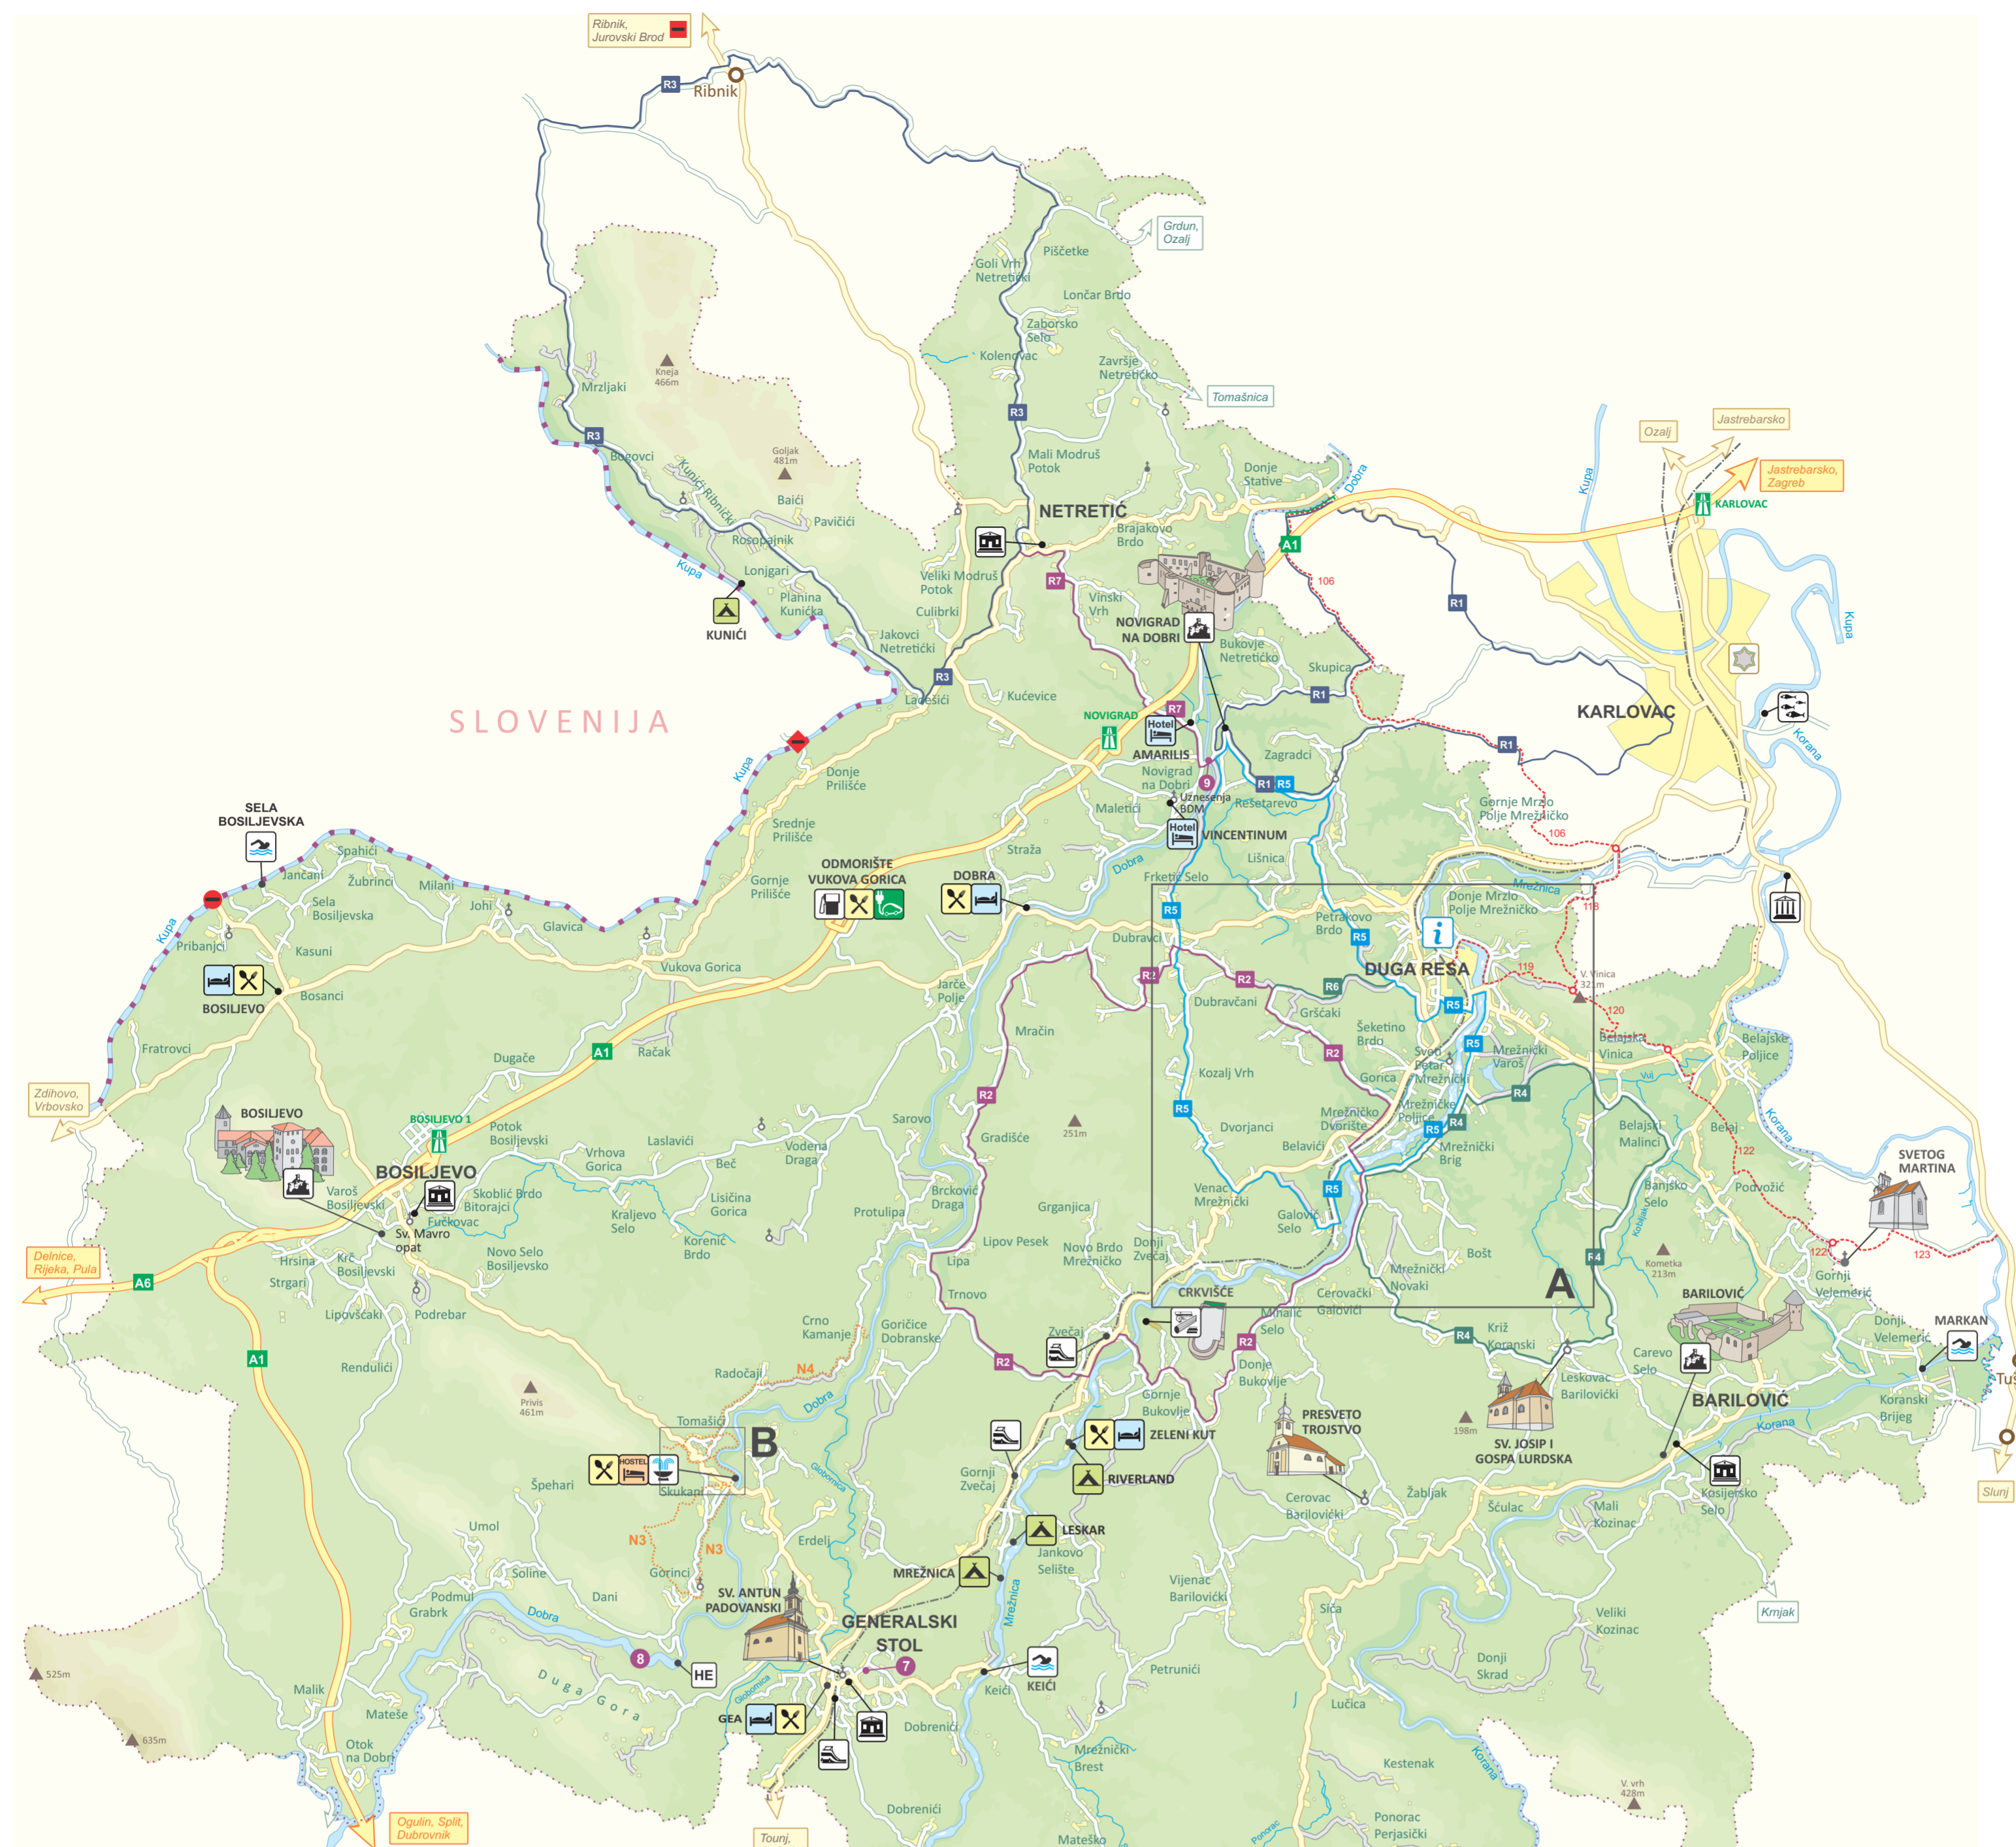 Ribnik,
Jurovski Brod
R3
Ribnik
Grdun,
Ozalj
Piščetke
Goli Vrh
Netretićki
Lončar Brdo
Zaborsko
Selo
Kolenovac
Završje
Netretićko
Tomašnica
Kneja
466m
Mrzljaki
R3
R3
Bogovci
Goljak
481m
Kunići Ribnički
Baići
Pavičići
Rosopajnik
Mali Modruš
Potok
Donje
Stative
Dobra
Kupa
Ozalj
Jastrebarsko
Jastrebarsko,
Zagreb
KARLOVAC
NETRETIĆ
Brajakovo
Brdo
A1
106
R1
Kupa
Lonjgari
Kupa
Planina
Kunićka
KUNIĆI
Veliki Modruš
Potok
Culibrki
R7
Vinski
Vrh
NOVIGRAD
NA DOBRI
Bukovje
Netretićko
Skupica
Jakovci
Netretićki
R3
Ladešići
Kućevice
R1
R7
NOVIGRAD
Hotel
AMARILIS
KARLOVAC
Korana
SLOVENIJA
R1
Zagradci
Novigrad
na Dobri
9
R1
R5
Uznesenja
BDM
Rešetarevo
Maletići
Hotel
VINCENTINUM
Gornje Mrzlo
Polje Mrežničko
106
Kupa
Donje
Prilišće
Srednje
Prilišće
Gornje
Prilišće
SELA
BOSILJEVSKA
Spahići
Jančani
Žubrinci
Milani
Sela
Bosiljevska
Johi
Glavica
Kupa
Pribanjci
Kasuni
BOSILJEVO
Bosanci
ODMORIŠTE
VUKOVA GORICA
Straža
DOBRA
Dobra
Lišnica
Frketić Selo
Mrežnica
Donje Mrzlo
Polje Mrežničko
118
R5
Petrakovo
Brdo
R5
i
DUGA RESA
119
V. Vinica
321m
Dubravci
R2
R2
R6
Vukova Gorica
Jarče
Polje
Dubravčani
Gršćaki
R5
120
Belajska
Vinica
Belajske
Poljice
Fratrovci
Račak
A1
Dugače
Mračin
Šeketino
Brdo
R2
Sveti
Petar
Mrežnički
R5
Mrežnički
Varoš
Vuj
Kozalj Vrh
Gorica
R4
Zdihovo,
Vrbovsko
R2
R5
Korana
BOSILJEVO
BOSILJEVO 1
Potok
Bosiljevski
Sarovo
251m
Gradišće
Mrežničko
Dvorište
Mrežničke
Poljice
R4
R5
Dvorjanci
Belavići
Belajski
Malinci
Belaj
Mrežnički
Brig
122
Laslavići
Vrhova
Gorica
Beč
Vodena
Draga
BOSILJEVO
Varoš
Bosiljevski
Skoblić Brdo
Bitorajci
Fučkovac
Kraljevo
Selo
Lisičina
Gorica
Korenić
Brdo
Brcković
Draga
Protulipa
Grganjica
Venac
Mrežnički
R5
Galović
Selo
Banjsko
Selo
Podvožić
Kobiljak
SVETOG
MARTINA
Sv. Mavro
opat
Hrsina
Krč
Bosiljevski
Novo Selo
Bosiljevsko
Lipa
Lipov Pesek
Novo Brdo
Mrežničko
Donji
Zvečaj
Bošt
R4
Kometka
213m
122
123
Delnice,
Rijeka, Pula
A6
Strgari
Lipovšćaki
Podrebar
Trnovo
Mrežnički
Novaki
A
Gornji
Velemerić
CRKVIŠĆE
Cerovački
Galovići
Mihalić
Selo
BARILOVIĆ
Crno
Kamanje
Goričice
Dobranske
Zvečaj
R2
R4
Križ
Koranski
Donji
Velemerić
MARKAN
A1
Rendulići
Radočaji
N4
R2
Donje
Bukovlje
Leskovac
Barilovićki
Carevo
Selo
Privis
461m
Dobra
Gornje
Bukovlje
PRESVETO
TROJSTVO
198m
SV. JOSIP I
GOSPA LURDSKA
BARILOVIĆ
Korana
Koranski
Brijeg
Tomašići
B
ZELENI KUT
HOSTEL
Špehari
Skukani
Globornica
Gornji
Zvečaj
RIVERLAND
Cerovac
Barilovićki
Žabljak
Šćulac
Mali
Kozinac
Kosijersko
Selo
Slunj
Umol
N3
N3
Erdelj
LESKAR
Jankovo
Selište
Soline
Gorinci
MREŽNICA
Podmul
Grabrk
Dani
Dobra
SV. ANTUN
PADOVANSKI
Mrežnica
Vijenac
Barilovićki
Siča
Veliki
Kozinac
Krnjak
GENERALSKI
STOL
8
HE
7
525m
Duga Gora
Globornica
Keići
KEIĆI
Petrunići
Donji
Skrad
Malik
Mateše
GEA
Dobrenići
Lučica
635m
Otok
na Dobri
Mrežnički
Brest
Kestenak
Korana
V. vrh
428m
Ogulin, Split,
Dubrovnik
Tounj,
Dobrenići
Mateško
Ponorac
Ponorac
Perjasički